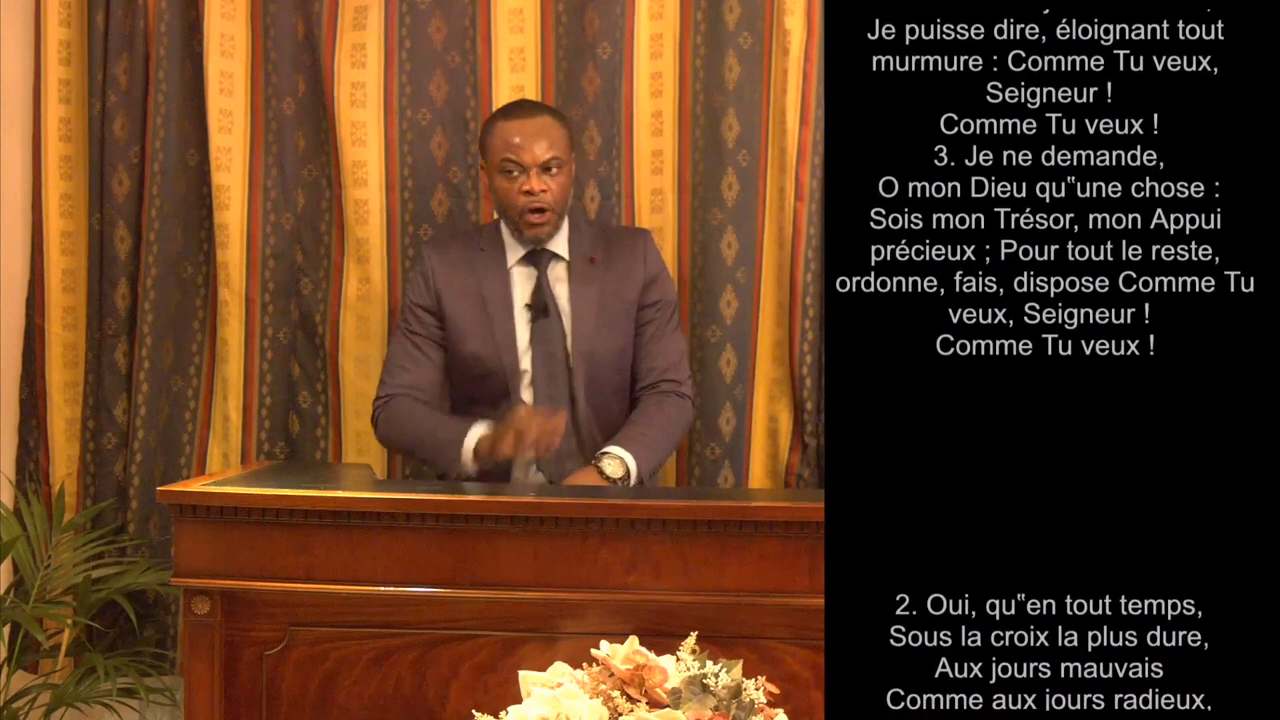 Je puisse dire, éloignant tout
murmure : Comme Tu veux,
Seigneur !
Comme Tu veux !
3. Je ne demande,
O mon Dieu qu‟une chose :
Sois mon Trésor, mon Appui
précieux ; Pour tout le reste,
ordonne, fais, dispose Comme Tu
veux, Seigneur !
Comme Tu veux !
2. Oui, qu‟en tout temps,
Sous la croix la plus dure,
Aux jours mauvais
Comme aux jours radieux,